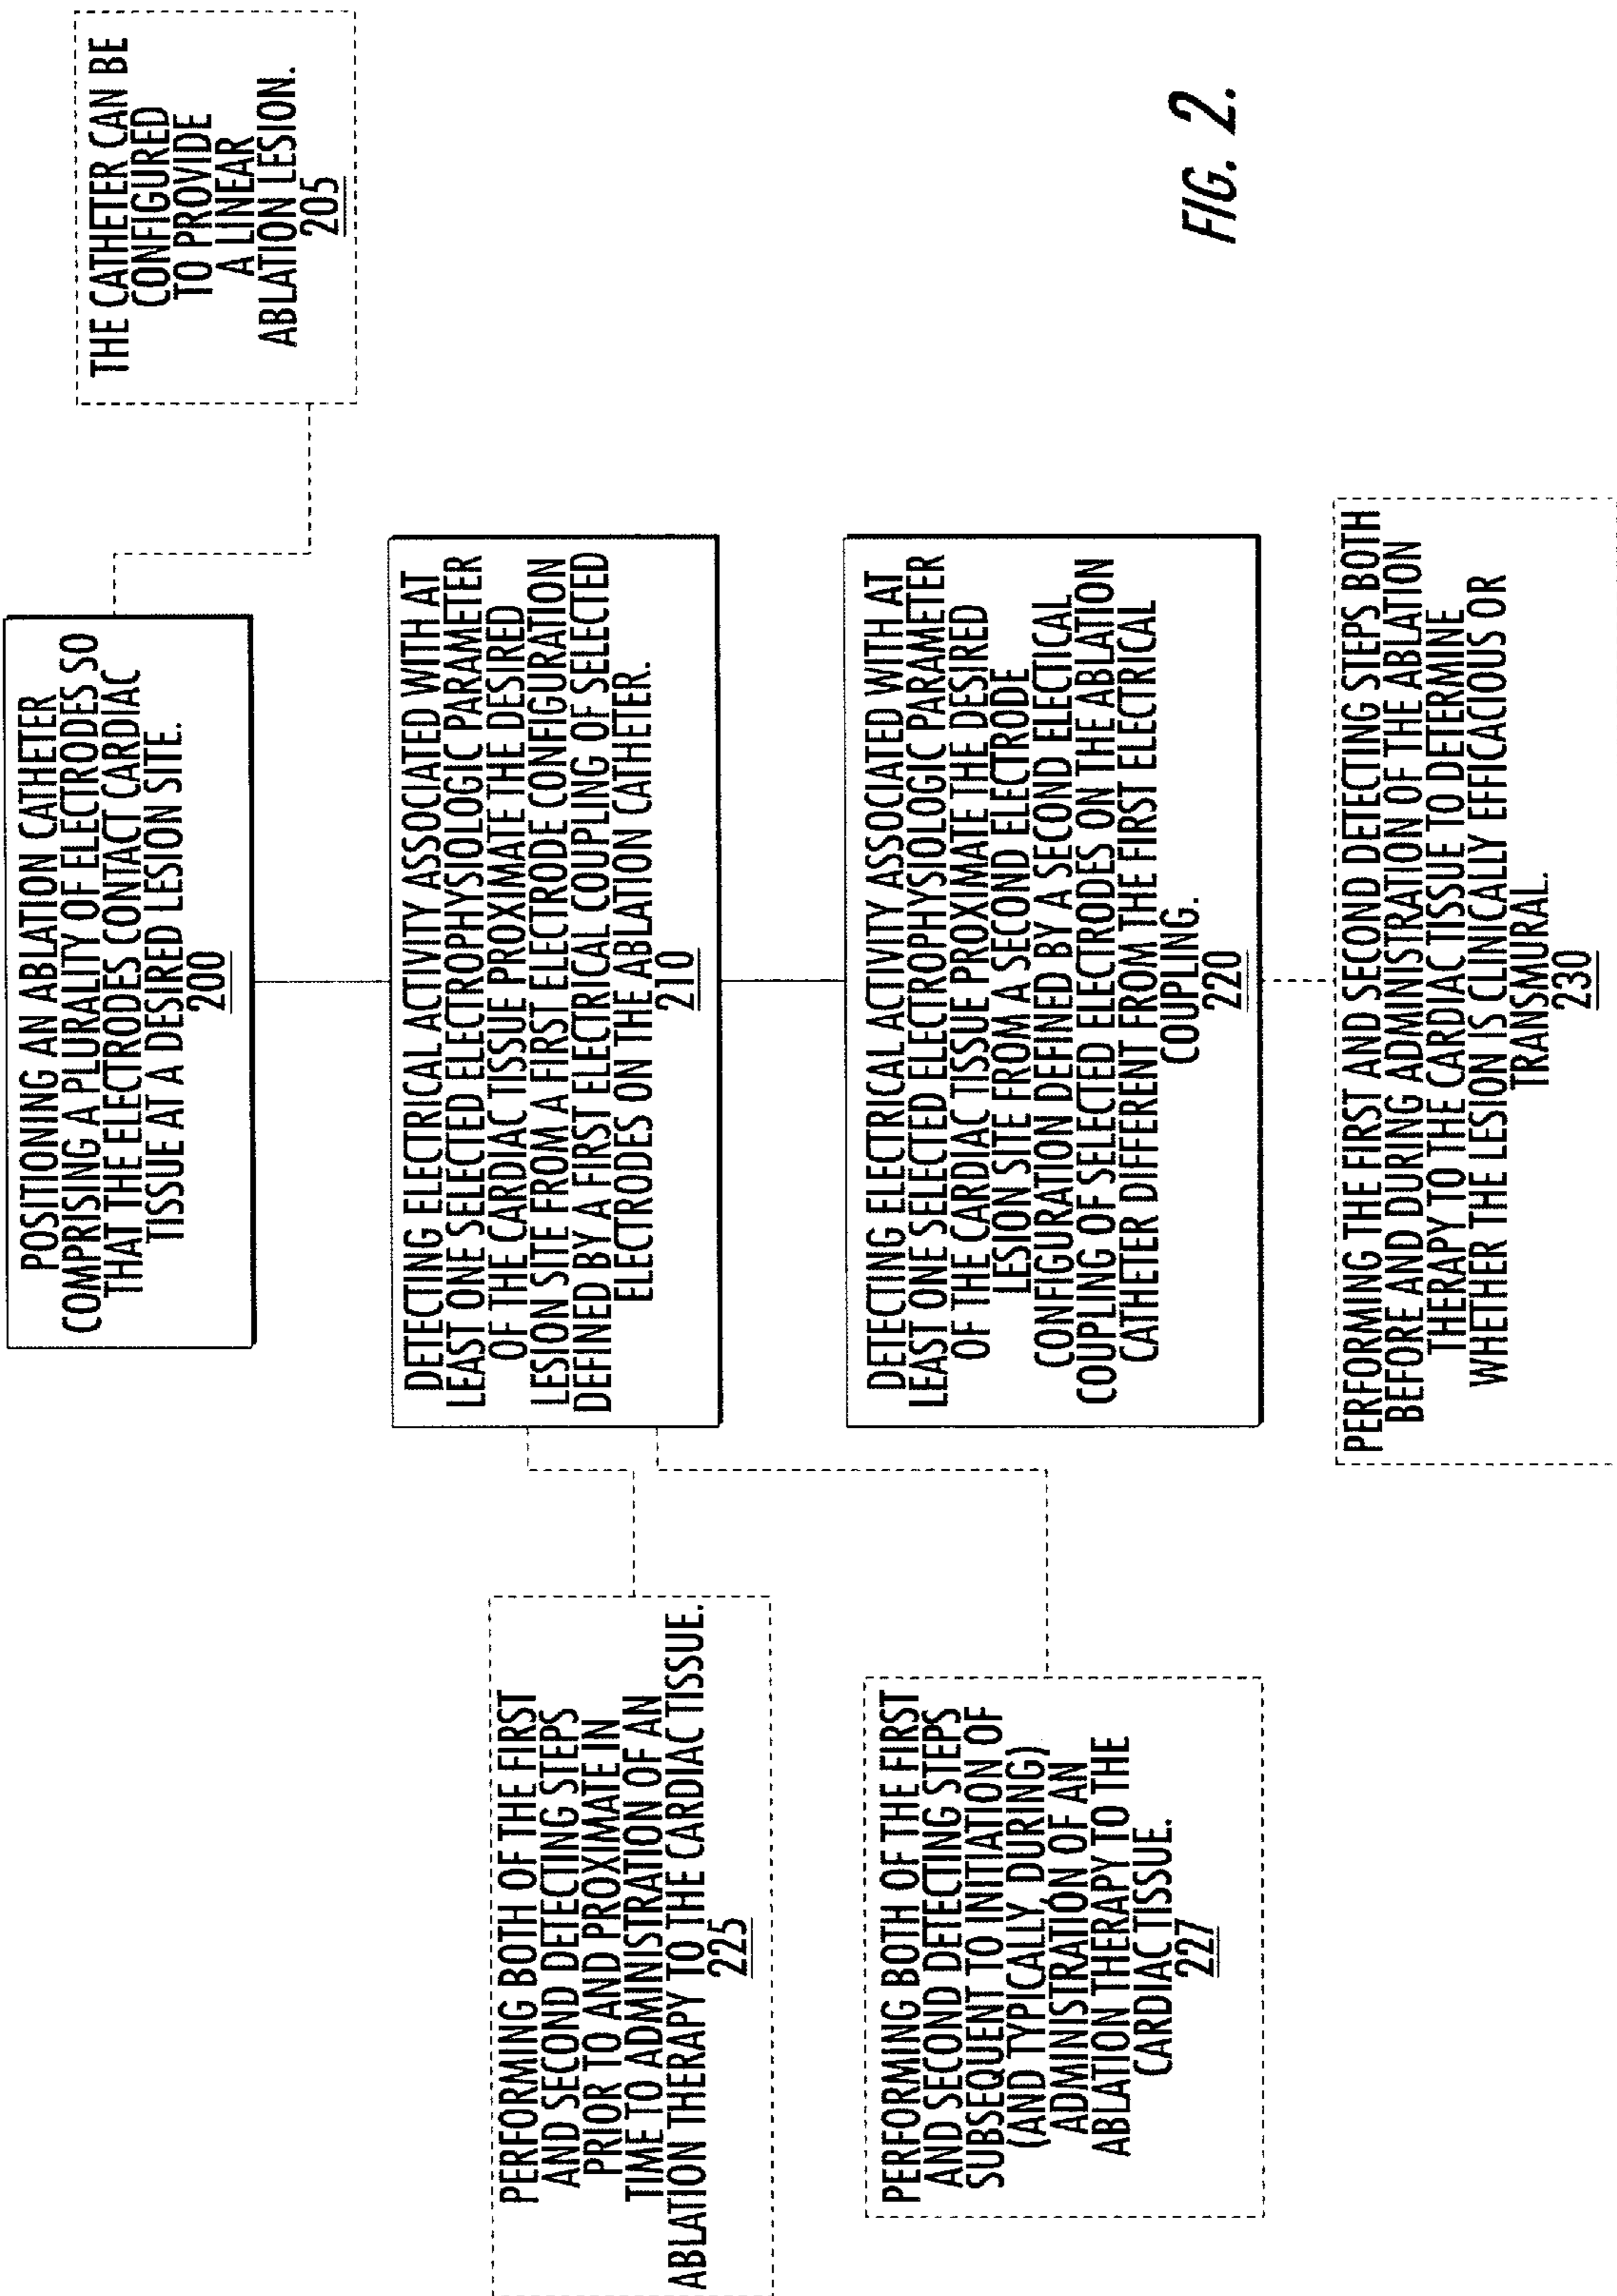 POSITIONING AN ABLATION CATHETER
COMPRISING A PLURALITY OF ELECTRODES SO
THAT THE ELECTRODES CONTACT CARDIAC
TISSUE AT A DESIRED LESION SITE.
200
THE CATHETER CAN BE
CONFIGURED
TO PROVIDE
A LINEAR
ABLATION LESION.
205
DETECTING ELECTRICAL ACTIVITY ASSOCIATED WITH AT
LEAST ONE SELECTED ELECTROPHYSIOLOGIC PARAMETER
OF THE CARDIAC TISSUE PROXIMATE THE DESIRED
LESION SITE FROM A FIRST ELECTRODE CONFIGURATION
DEFINED BY A FIRST ELECTRICAL COUPLING OF SELECTED
ELECTRODES ON THE ABLATION CATHETER.
210
PERFORMING BOTH OF THE FIRST
AND SECOND DETECTING STEPS
PRIOR TO AND PROXIMATE IN
TIME TO ADMINISTRATION OF AN
ABLATION THERAPY TO THE CARDIAC TISSUE.
225
DETECTING ELECTRICAL ACTIVITY ASSOCIATED WITH AT
LEAST ONE SELECTED ELECTROPHYSIOLOGIC PARAMETER
OF THE CARDIAC TISSUE PROXIMATE THE DESIRED
LESION SITE FROM A SECOND ELECTRODE
CONFIGURATION DEFINED BY A SECOND ELECTICAL
COUPLING OF SELECTED ELECTRODES ON THE ABLATION
CATHETER DIFFERENT FROM THE FIRST ELECTRICAL
COUPLING.
220
PERFORMING BOTH OF THE FIRST
AND SECOND DETECTING STEPS
SUBSEQUENT TO INITIATION OF
(AND TYPICALLY, DURING)
ADMINISTRATION OF AN
ABLATION THERAPY TO THE
CARDIAC TISSUE.
227
PERFORMING THE FIRST AND SECOND DETECTING STEPS BOTH
BEFORE AND DURING ADMINISTRATION OF THE ABLATION
THERAPY TO THE CARDIAC TISSUE TO DETERMINE
WHETHER THE LESION IS CLINICALLY EFFICACIOUS OR
TRANSMURAL.
230
FIG. 2.